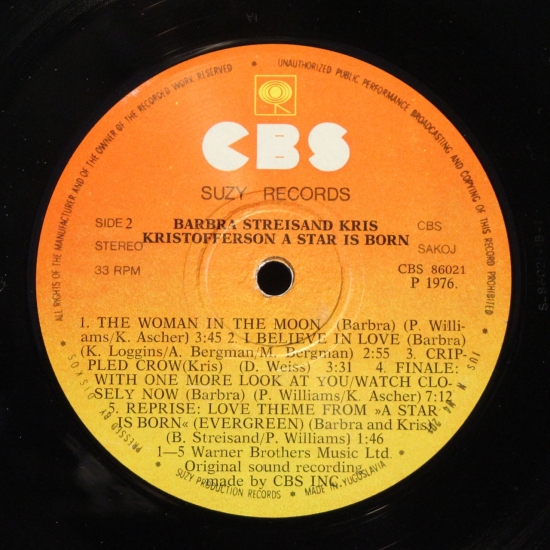 ALL RIGHTS OF THE MANUFACTURER AND OF THE OWNER OF THE RECORDED WORK RESERVED • UNAUTHORIZED PUBLIC PERFORMANCE BROADCASTING AND COPYING OF THIS RECORD PROHIBITED •
CBS
SUZY RECORDS
SIDE 2
STEREO
33 RPM
BARBRA STREISAND KRIS
KRISTOFFERSON A STAR IS BORN
CBS
SAKOJ
CBS 86021
P 1976.
1. THE WOMAN IN THE MOON (Barbra) (P. Willi-
ams/K. Ascher) 3:45 2. I BELIEVE IN LOVE (Barbra)
(K. Loggins/A. Bergman/M. Bergman) 2:55 3. CRIP-
PLED CROW(Kris) (D. Weiss) 3:31 4. FINALE:
WITH ONE MORE LOOK AT YOU/WATCH CLO-
SELY NOW (Barbra) (P. Williams/K. Ascher) 7:12
5. REPRISE: LOVE THEME FROM »A STAR
IS BORN« (EVERGREEN) (Barbra and Kris)
(B. Streisand/P. Williams) 1:46
1—5 Warner Brothers Music Ltd.
Original sound recording
made by CBS INC.
PRESSED BY
SUZY PRODUCTION RECORDS • MADE IN YUGOSLAVIA •